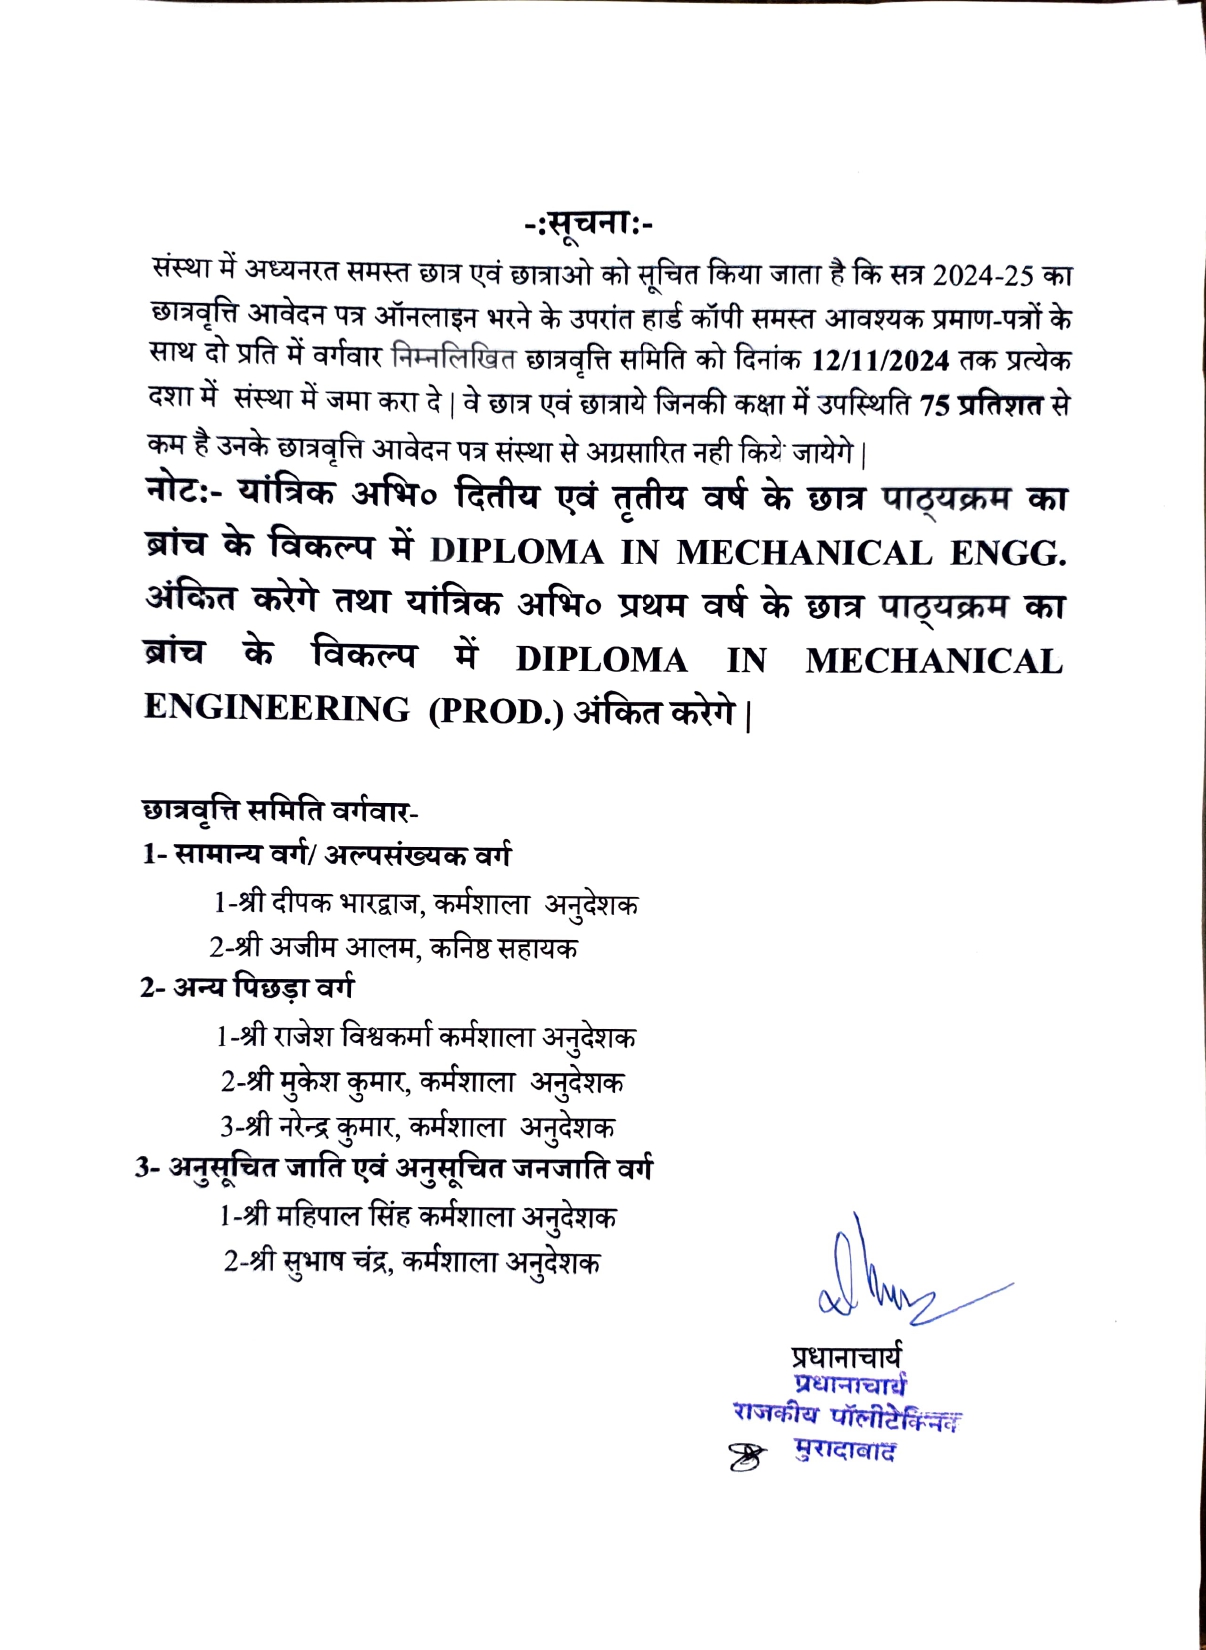 -:सूचना:-
संस्था में अध्यनरत समस्त छात्र एवं छात्राओ को सूचित किया जाता है कि सत्र 2024-25 का
छात्रवृत्ति आवेदन पत्र ऑनलाइन भरने के उपरांत हार्ड कॉपी समस्त आवश्यक प्रमाण-पत्रों के
साथ दो प्रति में वर्गवार निम्नलिखित छात्रवृत्ति समिति को दिनांक 12/11/2024 तक प्रत्येक
दशा में संस्था में जमा करा दे | वे छात्र एवं छात्राये जिनकी कक्षा में उपस्थिति 75 प्रतिशत से
कम है उनके छात्रवृत्ति आवेदन पत्र संस्था से अग्रसारित नही किये जायेगे |
नोट:- यांत्रिक अभि० दितीय एवं तृतीय वर्ष के छात्र पाठ्यक्रम का
ब्रांच के विकल्प में DIPLOMA IN MECHANICAL ENGG.
अंकित करेगे तथा यांत्रिक अभि० प्रथम वर्ष के छात्र पाठ्यक्रम का
ब्रांच के विकल्प में DIPLOMA IN MECHANICAL
ENGINEERING (PROD.) अंकित करेगे |
छात्रवृत्ति समिति वर्गवार-
1- सामान्य वर्ग/ अल्पसंख्यक वर्ग
1-श्री दीपक भारद्वाज, कर्मशाला अनुदेशक
2-श्री अजीम आलम, कनिष्ठ सहायक
2- अन्य पिछड़ा वर्ग
1-श्री राजेश विश्वकर्मा कर्मशाला अनुदेशक
2-श्री मुकेश कुमार, कर्मशाला अनुदेशक
3-श्री नरेन्द्र कुमार, कर्मशाला अनुदेशक
3- अनुसूचित जाति एवं अनुसूचित जनजाति वर्ग
1-श्री महिपाल सिंह कर्मशाला अनुदेशक
2-श्री सुभाष चंद्र, कर्मशाला अनुदेशक
प्रधानाचार्य
प्रधानाचार्य
राजकीय पॉलीटेक्निक
मुरादाबाद